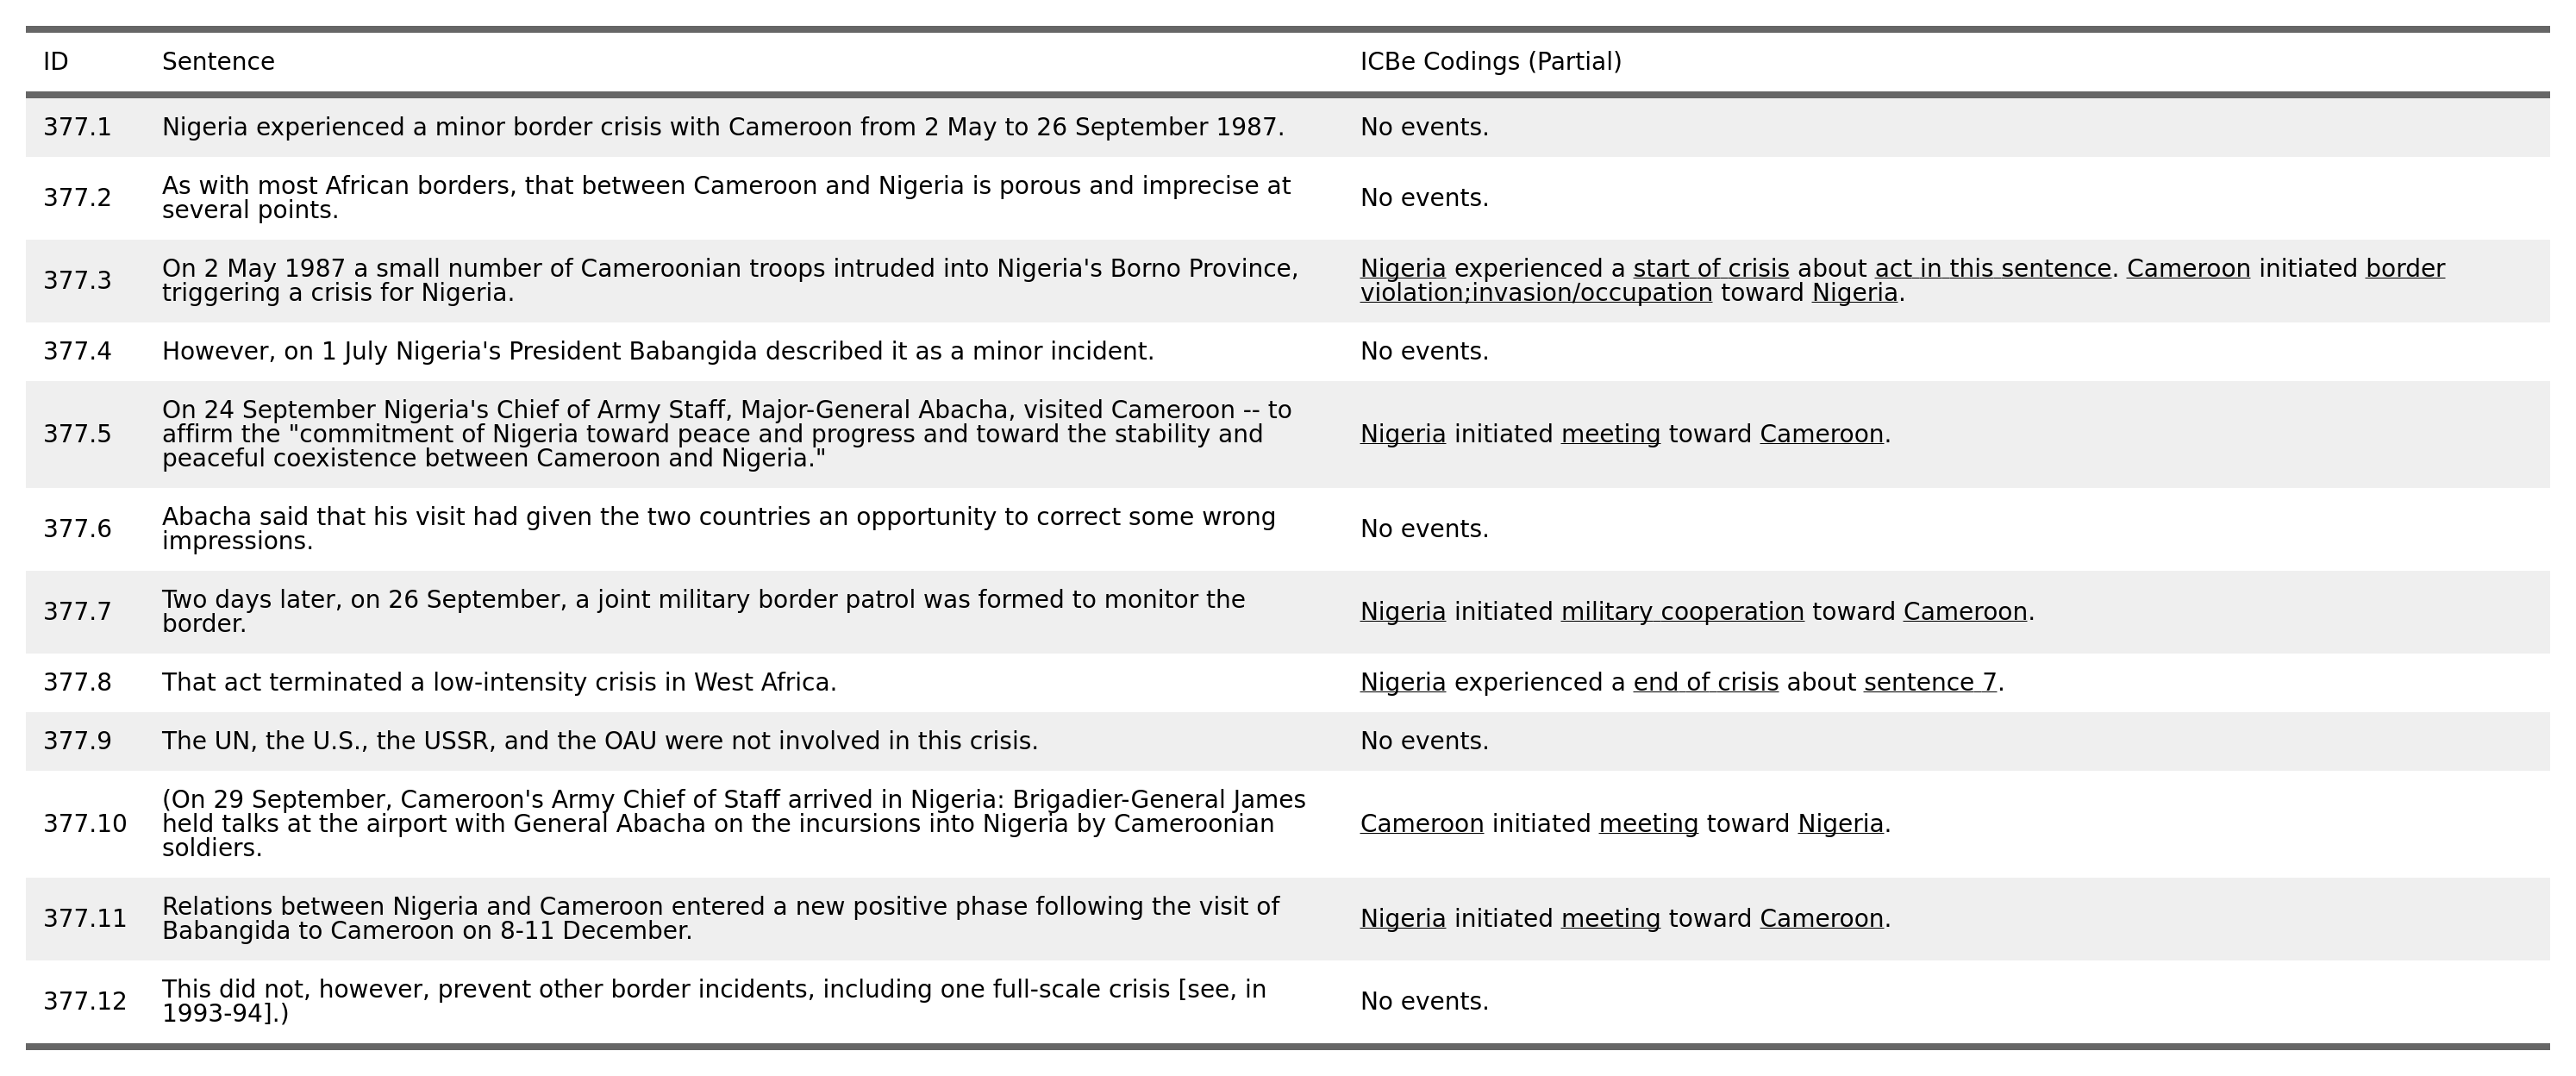 ID Sentence ICBe Codings (Partial)
377.1 Nigeria experienced a minor border crisis with Cameroon from 2 May to 26 September 1987. No events.
377.2 As with most African borders, that between Cameroon and Nigeria is porous and imprecise at
several points. No events.
377.3 On 2 May 1987 a small number of Cameroonian troops intruded into Nigeria's Borno Province,
triggering a crisis for Nigeria.
Nigeria experienced a start of crisis about act in this sentence. Cameroon initiated border
violation;invasion/occupation toward Nigeria.
377.4 However, on 1 July Nigeria's President Babangida described it as a minor incident. No events.
377.5 On 24 September Nigeria's Chief of Army Staff, Major-General Abacha, visited Cameroon -- to
affirm the "commitment of Nigeria toward peace and progress and toward the stability and
peaceful coexistence between Cameroon and Nigeria."
Nigeria initiated meeting toward Cameroon.
377.6 Abacha said that his visit had given the two countries an opportunity to correct some wrong
impressions.
No events.
377.7 Two days later, on 26 September, a joint military border patrol was formed to monitor the
border.
Nigeria initiated military cooperation toward Cameroon.
377.8 That act terminated a low-intensity crisis in West Africa. Nigeria experienced a end of crisis about sentence 7.
377.9 The UN, the U.S., the USSR, and the OAU were not involved in this crisis. No events.
377.10 (On 29 September, Cameroon's Army Chief of Staff arrived in Nigeria: Brigadier-General James
held talks at the airport with General Abacha on the incursions into Nigeria by Cameroonian
soldiers.
Cameroon initiated meeting toward Nigeria.
377.11 Relations between Nigeria and Cameroon entered a new positive phase following the visit of
Babangida to Cameroon on 8-11 December.
Nigeria initiated meeting toward Cameroon.
377.12 This did not, however, prevent other border incidents, including one full-scale crisis [see, in
1993-94].)
No events.